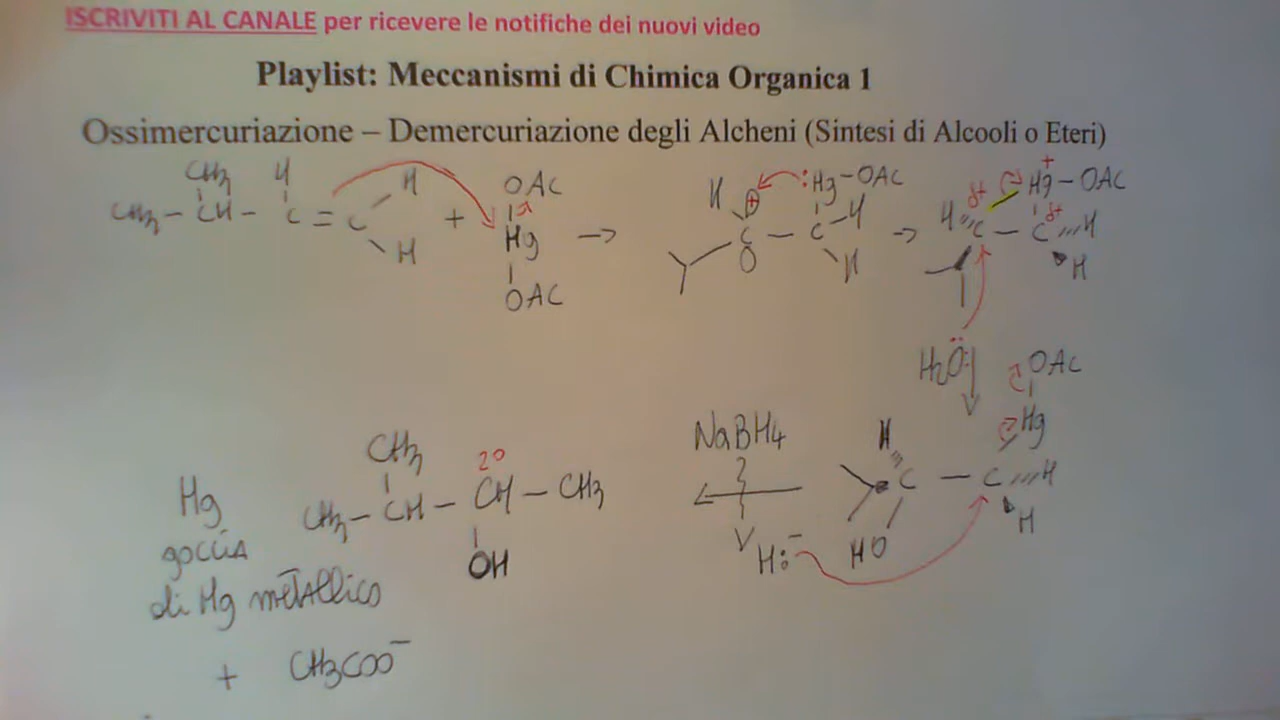 ISCRIVITI AL CANALE per ricevere le notifiche dei nuovi video
Playlist: Meccanismi di Chimica Organica 1
Ossimercuriazione – Demercuriazione degli Alcheni (Sintesi di Alcooli o Eteri)
CH3 H H OAC H ⊕ :Hg-OAC + Hg-OAC
CH3-CH-C=C + Hg → C-C H → H δ+ C-C δ+ H
H OAC H H
H2O: OAC
CH3 2° NaBH4 H Hg
Hg CH3-CH-CH-CH3 C-C H
goccia OH H:- HO H
di Hg metallico
+ CH3COO-